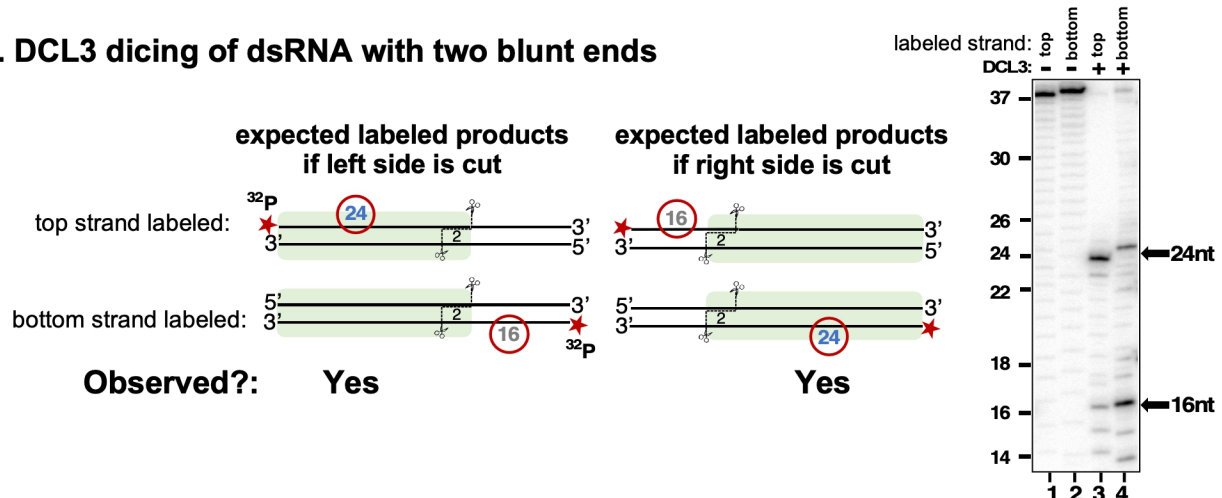 . DCL3 dicing of dsRNA with two blunt ends
expected labeled products
if left side is cut
expected labeled products
if right side is cut
32P
top strand labeled:
24
2
3'
3'
5'
16
2
3'
3'
5'
bottom strand labeled:
5'
3'
3'
2
16
32P
5'
3'
3'
2
24
Observed?: Yes Yes
labeled strand: top bottom top bottom
DCL3: - - + +
37
30
26
24
22
18
16
14
24nt
16nt
1 2 3 4